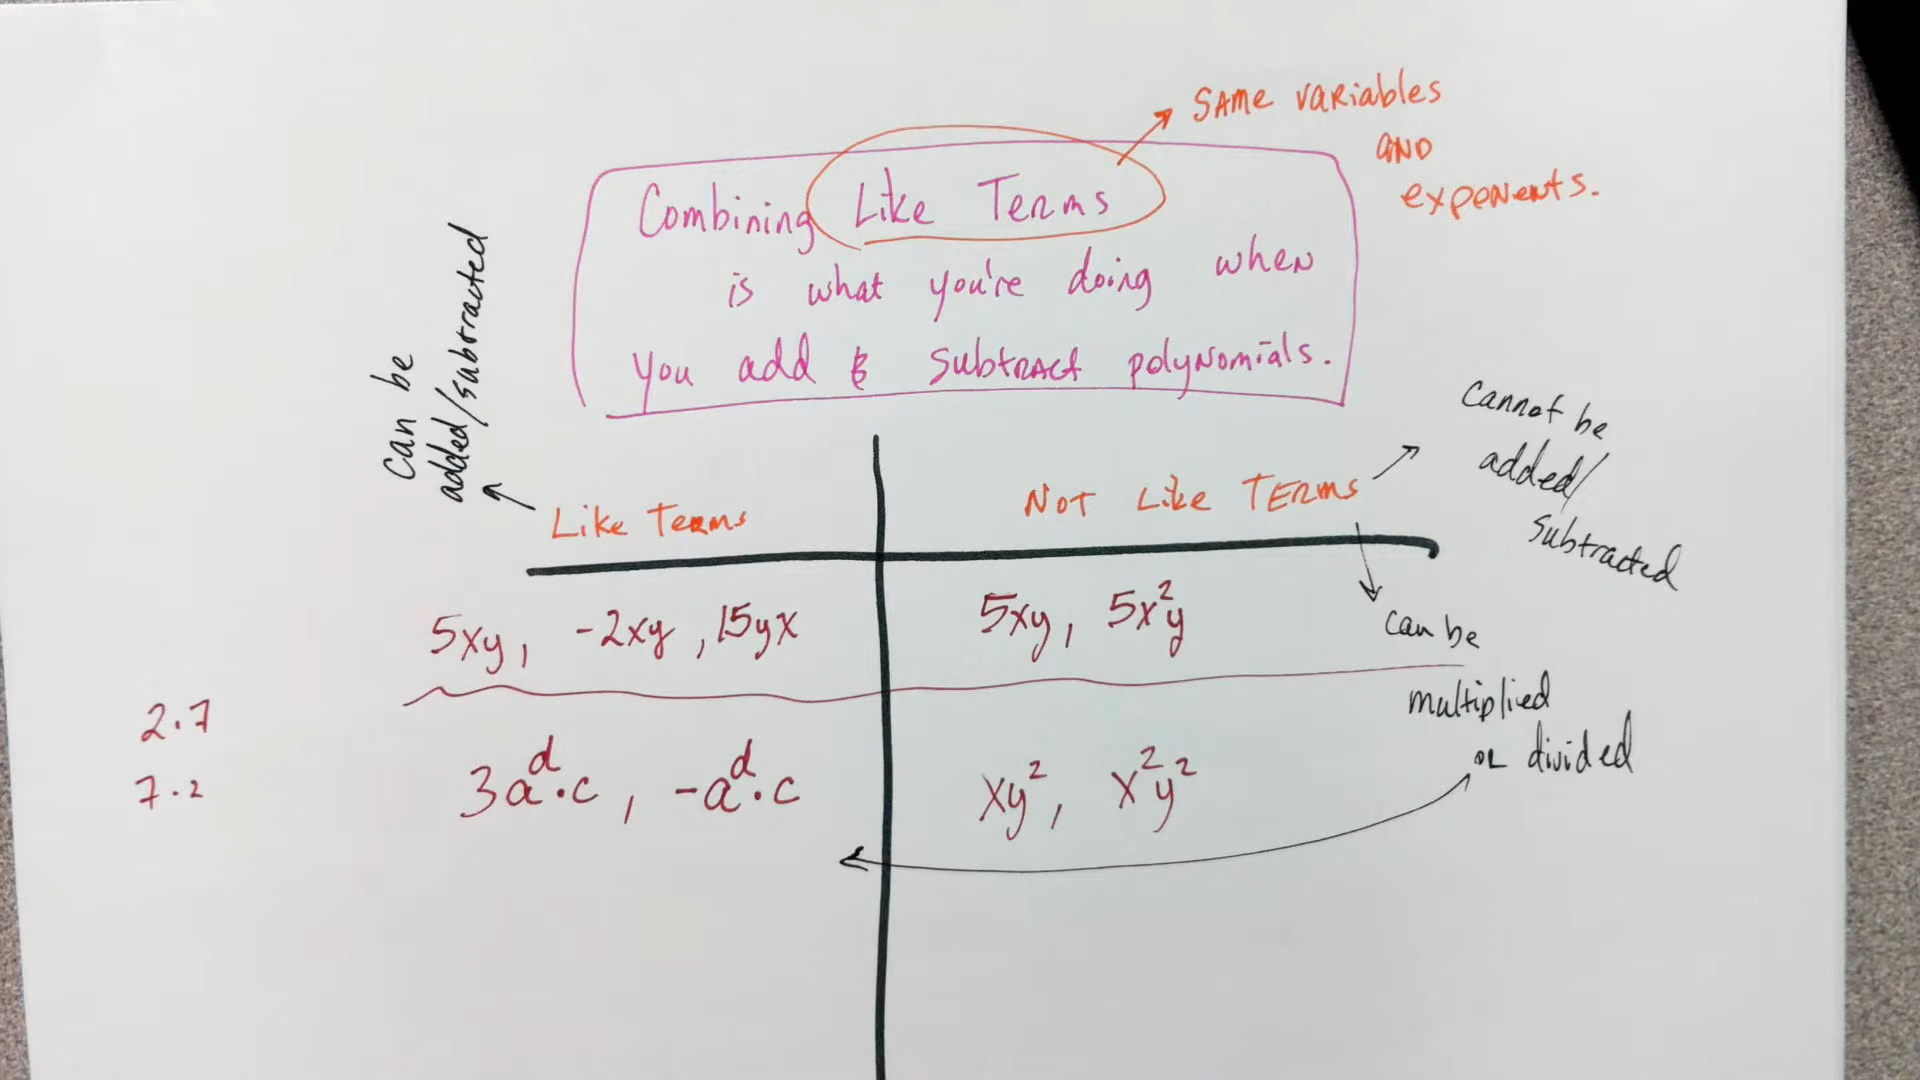 SAMe variables
AND
exponents.
Combining Like Terms
is what you're doing when
you add & subtract polynomials.
can be
added/subtracted
cannot be
added/
subtracted
Like Terms
Not Like Terms
5xy, -2xy, 15yx
5xy, 5x²y
can be
multiplied
or divided
2.7
7.2
3aᵈ·c, -aᵈ·c
xy², x²y²